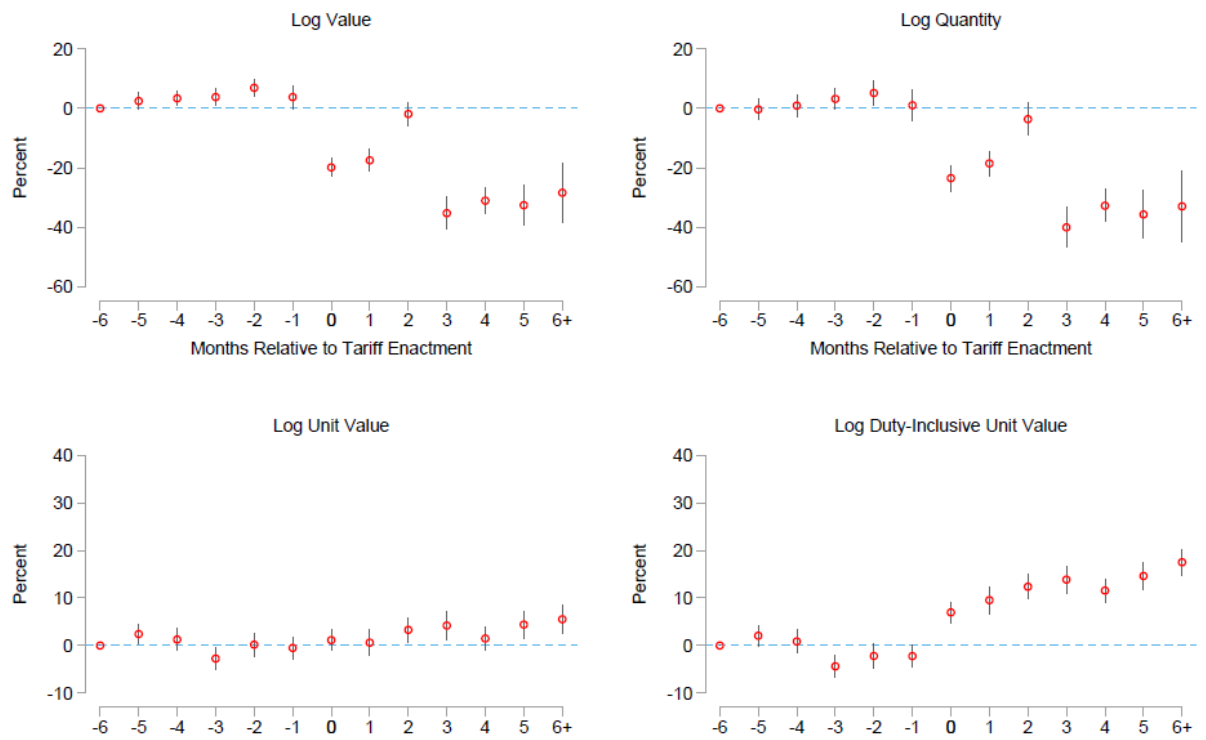 Log Value
20
0
-20
-40
-60
Percent
-6 -5 -4 -3 -2 -1 0 1 2 3 4 5 6+
Months Relative to Tariff Enactment
Log Quantity
20
0
-20
-40
-60
Percent
-6 -5 -4 -3 -2 -1 0 1 2 3 4 5 6+
Months Relative to Tariff Enactment
Log Unit Value
40
30
20
10
0
-10
Percent
-6 -5 -4 -3 -2 -1 0 1 2 3 4 5 6+
Log Duty-Inclusive Unit Value
40
30
20
10
0
-10
Percent
-6 -5 -4 -3 -2 -1 0 1 2 3 4 5 6+